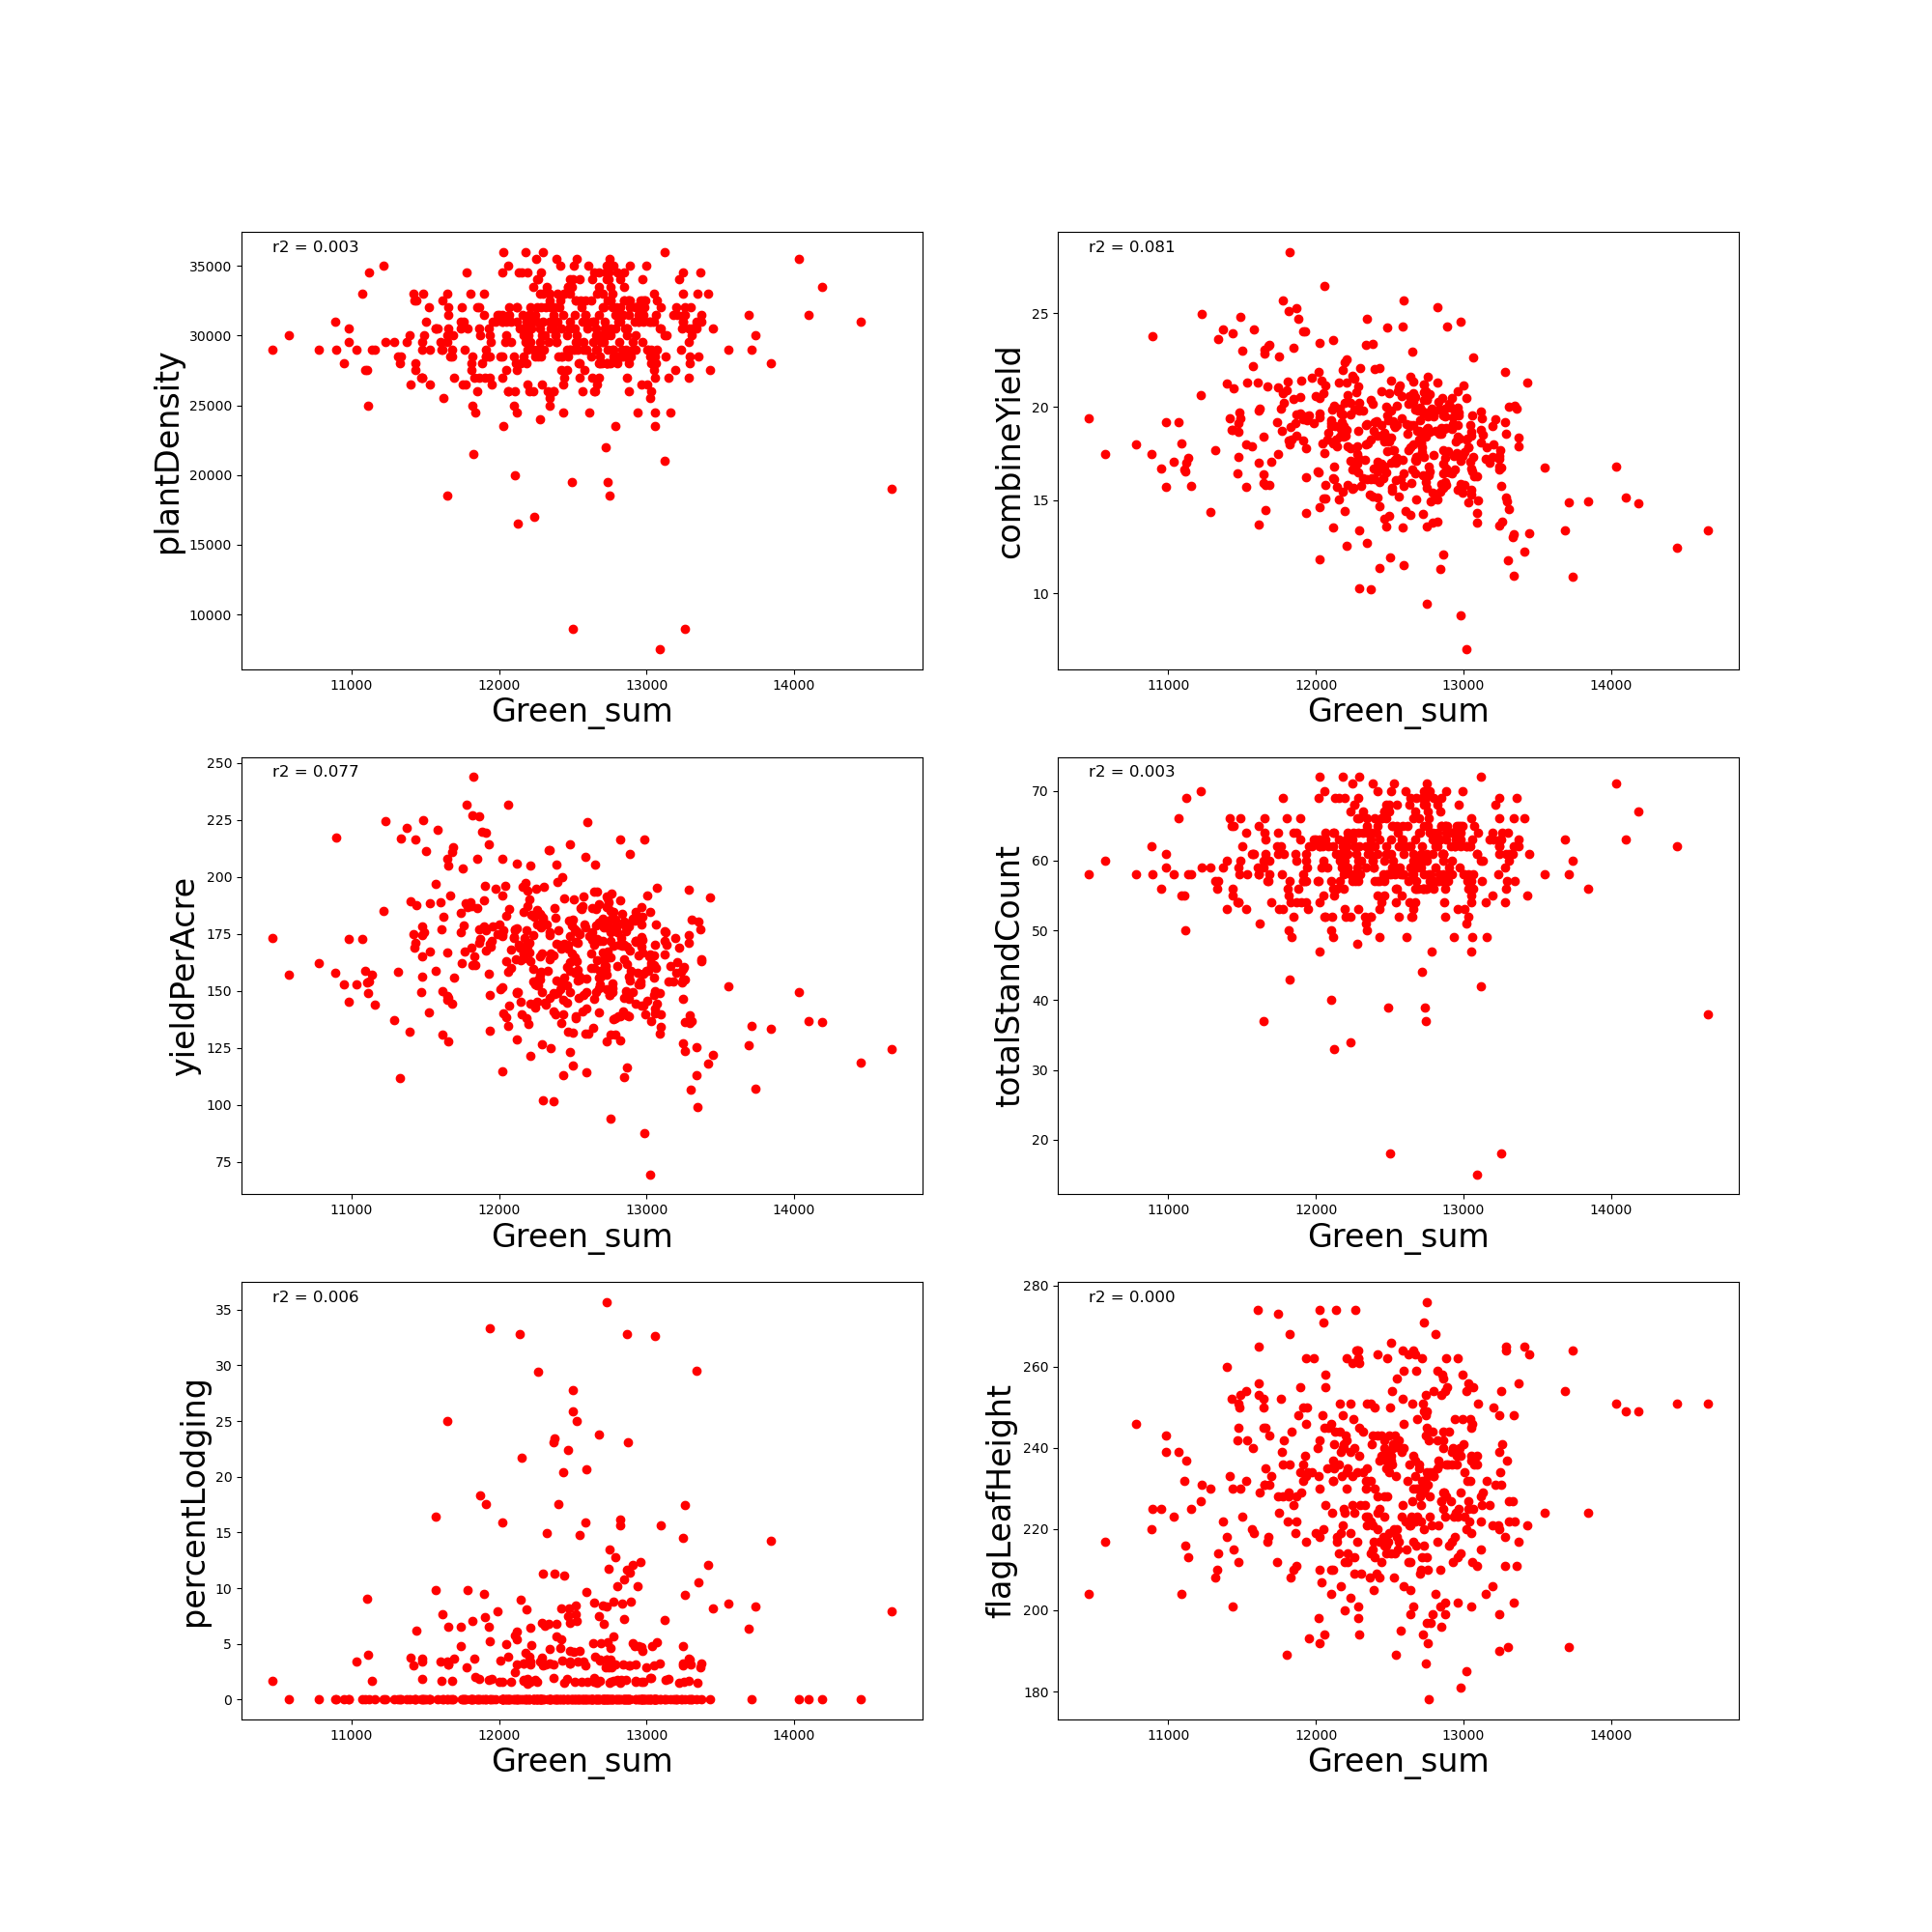 r2 = 0.003
35000
30000
25000
20000
15000
10000
plantDensity
11000 12000 13000 14000
Green_sum
r2 = 0.081
25
20
15
10
combineYield
11000 12000 13000 14000
Green_sum
r2 = 0.077
250
225
200
175
150
125
100
75
yieldPerAcre
11000 12000 13000 14000
Green_sum
r2 = 0.003
70
60
50
40
30
20
totalStandCount
11000 12000 13000 14000
Green_sum
r2 = 0.006
35
30
25
20
15
10
5
0
percentLodging
11000 12000 13000 14000
Green_sum
r2 = 0.000
280
260
240
220
200
180
flagLeafHeight
11000 12000 13000 14000
Green_sum